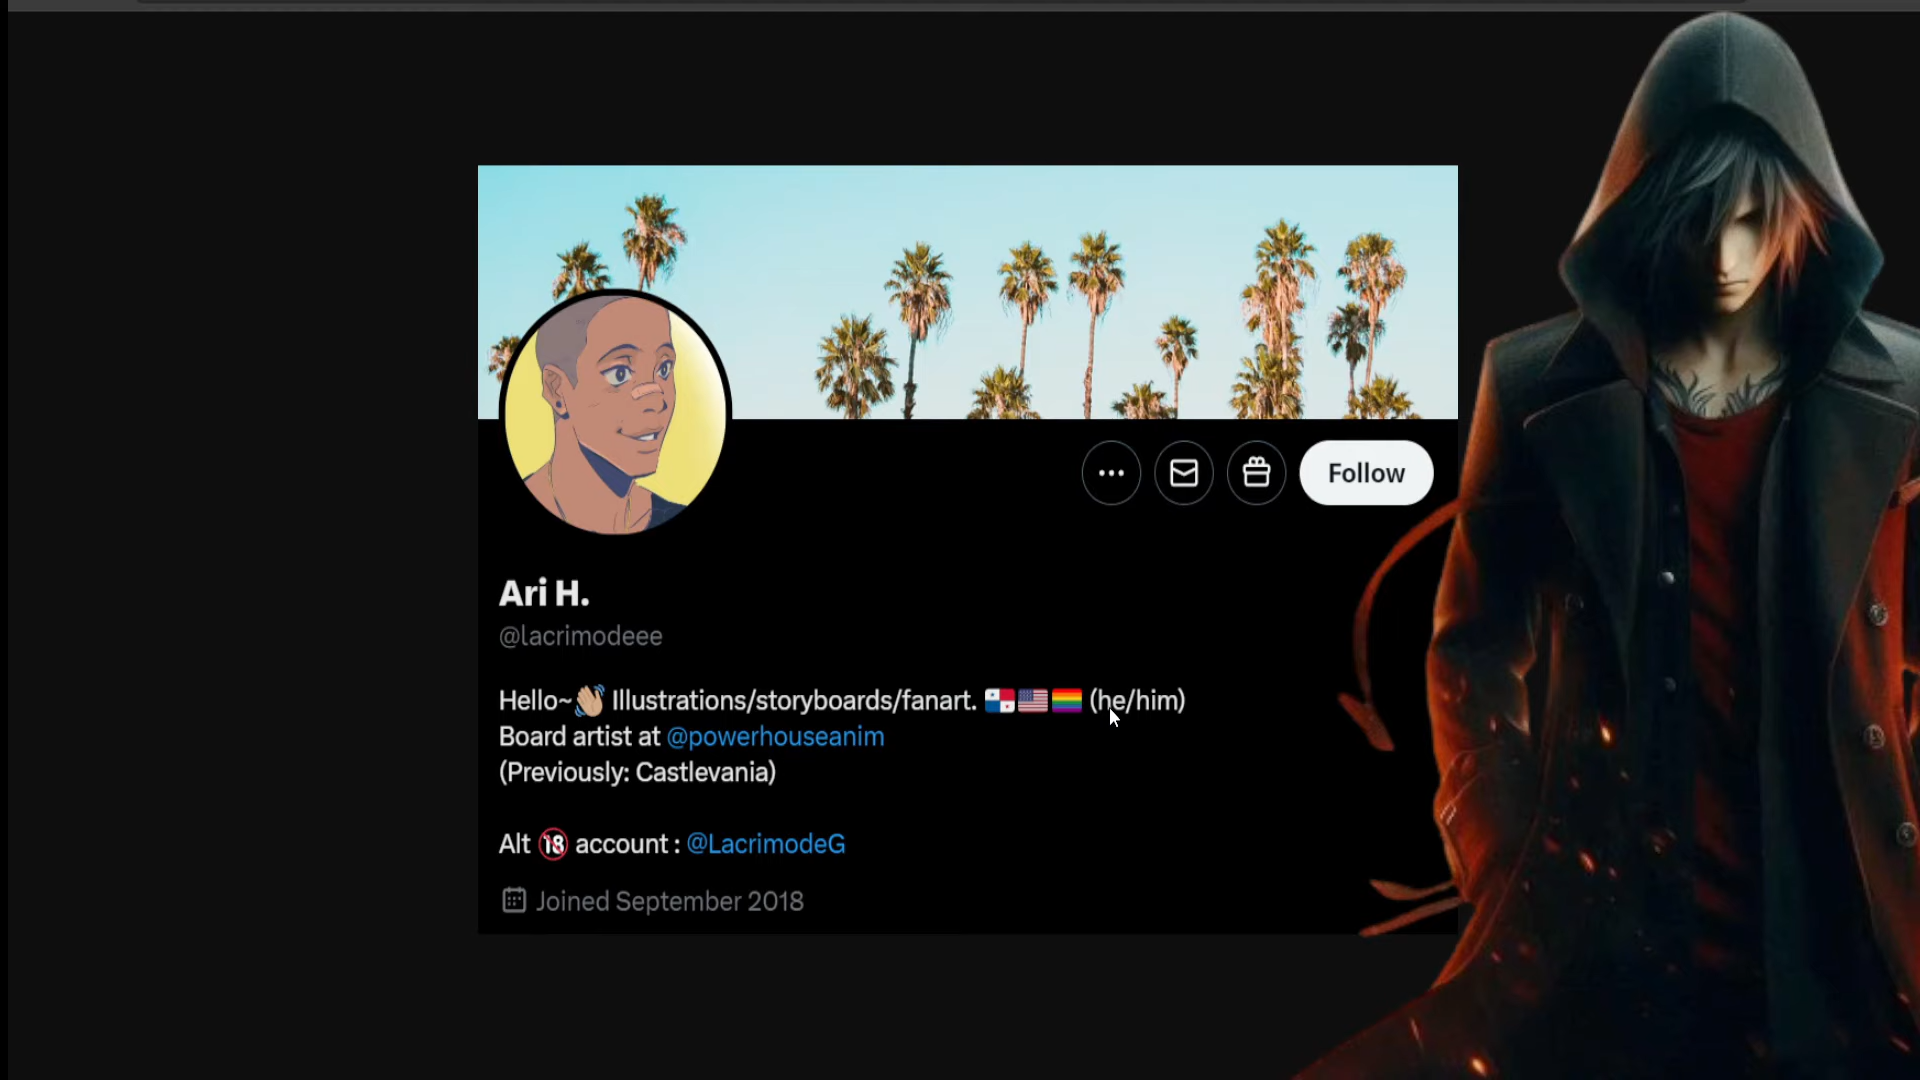 Follow
Ari H.
@lacrimodeee
Hello~👋🏼 Illustrations/storyboards/fanart. 🇵🇦🇺🇸🏳️‍🌈 (he/him)
Board artist at @powerhouseanim
(Previously: Castlevania)
Alt 🔞 account : @LacrimodeG
Joined September 2018